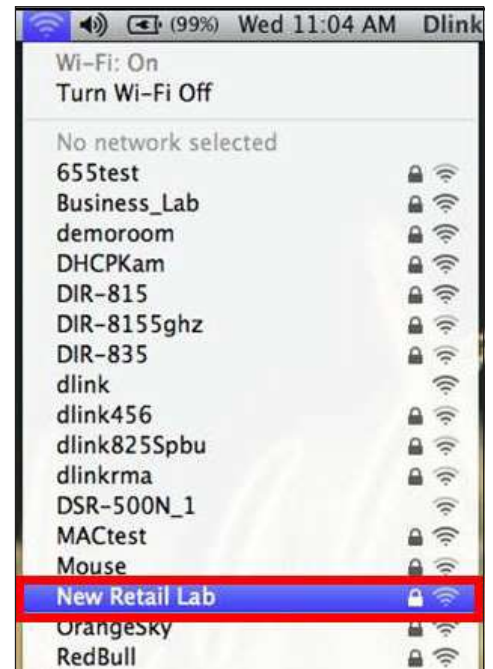 (99%) Wed 11:04 AM Dlink
Wi-Fi: On
Turn Wi-Fi Off
No network selected
655test
Business_Lab
demoroom
DHCPKam
DIR-815
DIR-8155ghz
DIR-835
dlink
dlink456
dlink825Spbu
dlinkrma
DSR-500N_1
MACtest
Mouse
New Retail Lab
OrangeSky
RedBull